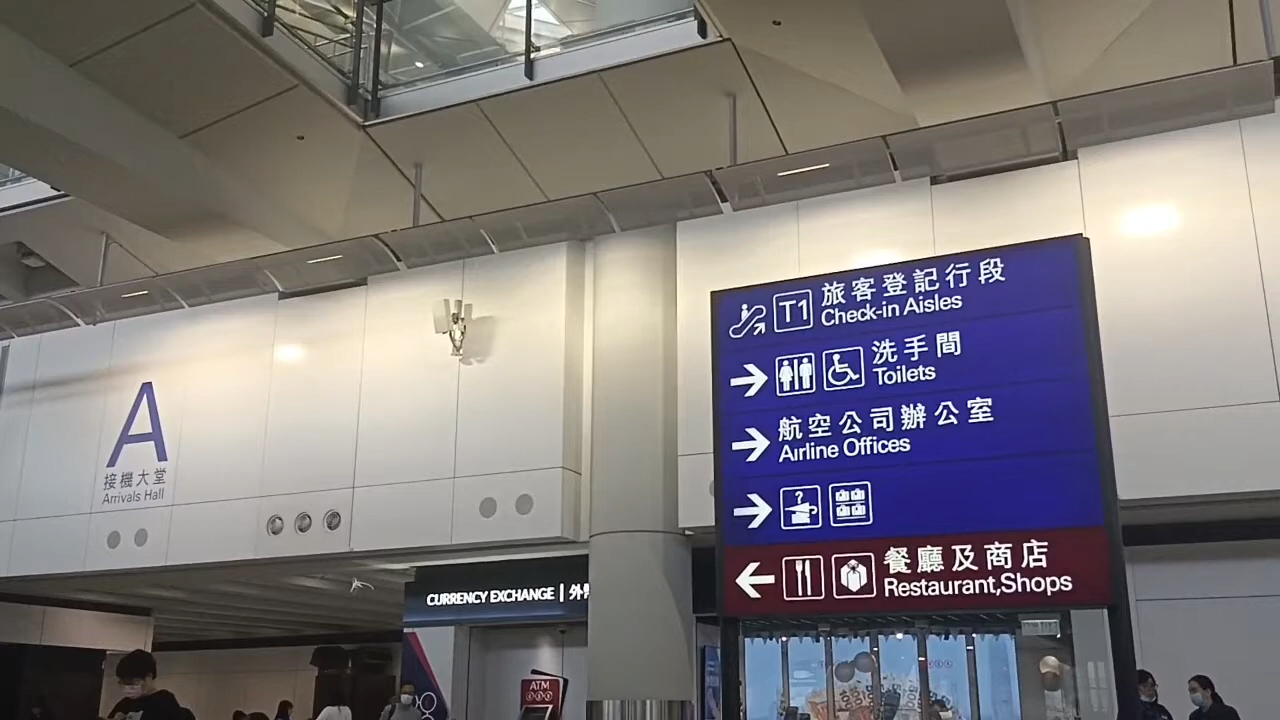 A
接機大堂
Arrivals Hall
CURRENCY EXCHANGE | 外
ATM
T1
旅客登記行段
Check-in Aisles
洗手間
Toilets
航空公司辦公室
Airline Offices
?
餐廳及商店
Restaurant,Shops